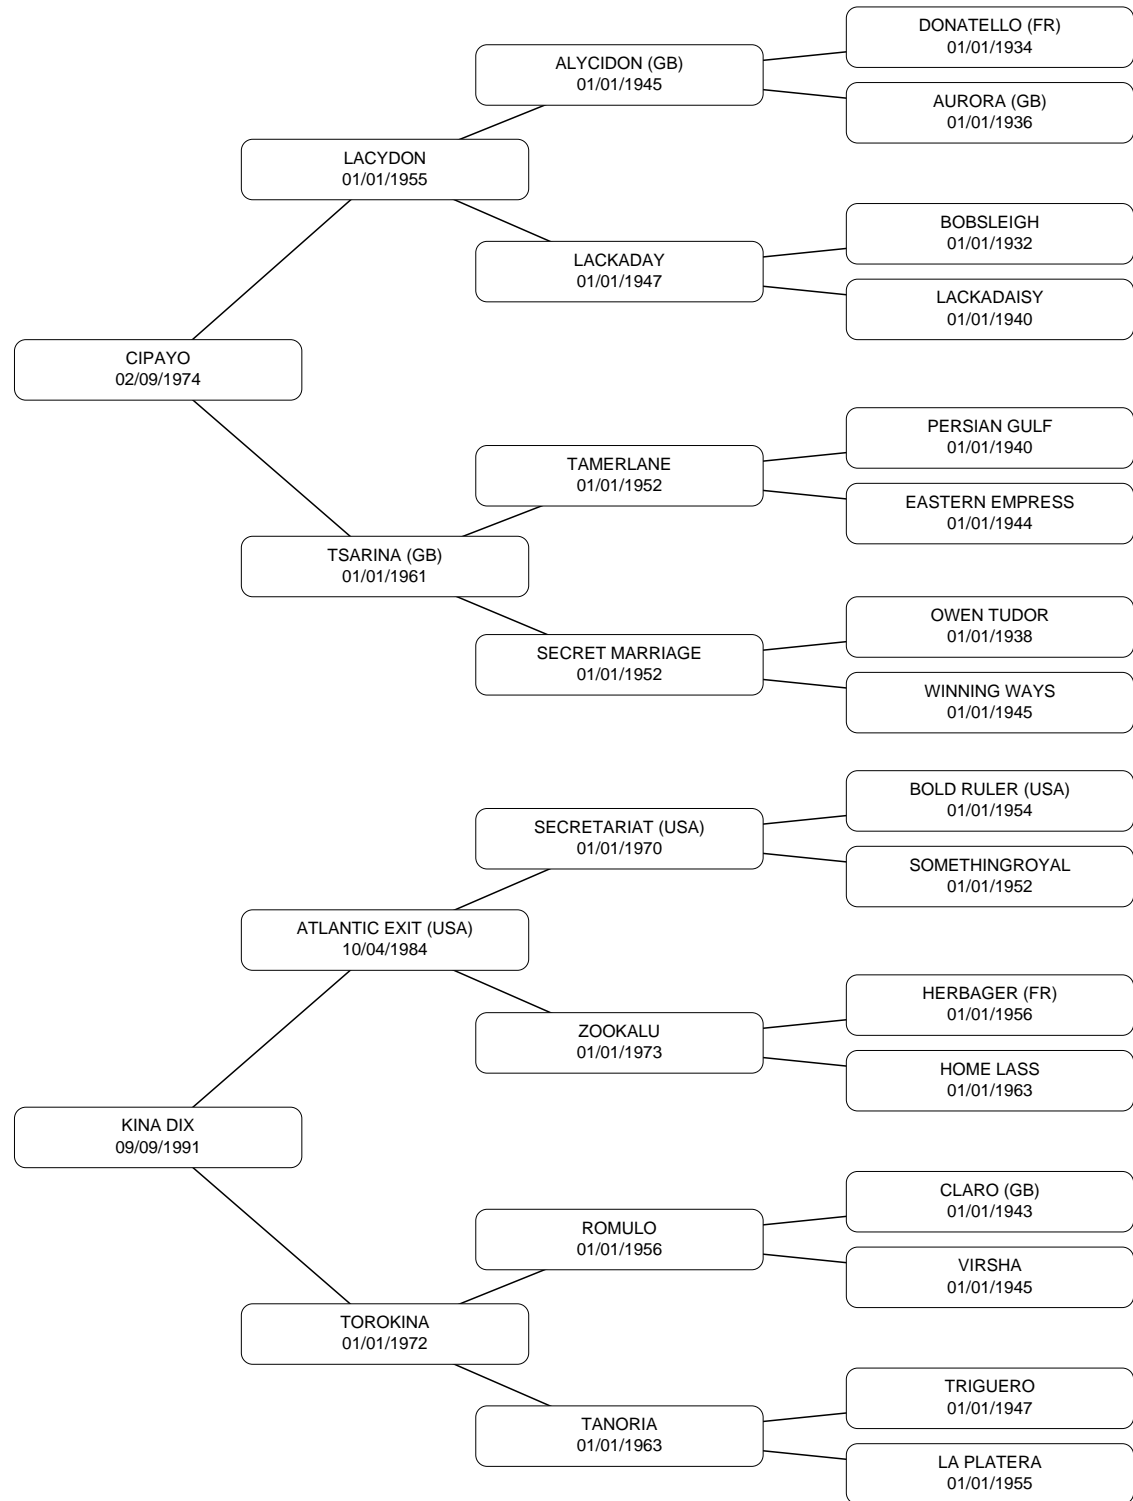 DONATELLO (FR)
01/01/1934
ALYCIDON (GB)
01/01/1945
AURORA (GB)
01/01/1936
LACYDON
01/01/1955
BOBSLEIGH
01/01/1932
LACKADAY
01/01/1947
LACKADAISY
01/01/1940
CIPAYO
02/09/1974
PERSIAN GULF
01/01/1940
TAMERLANE
01/01/1952
EASTERN EMPRESS
01/01/1944
TSARINA (GB)
01/01/1961
OWEN TUDOR
01/01/1938
SECRET MARRIAGE
01/01/1952
WINNING WAYS
01/01/1945
BOLD RULER (USA)
01/01/1954
SECRETARIAT (USA)
01/01/1970
SOMETHINGROYAL
01/01/1952
ATLANTIC EXIT (USA)
10/04/1984
HERBAGER (FR)
01/01/1956
ZOOKALU
01/01/1973
HOME LASS
01/01/1963
KINA DIX
09/09/1991
CLARO (GB)
01/01/1943
ROMULO
01/01/1956
VIRSHA
01/01/1945
TOROKINA
01/01/1972
TRIGUERO
01/01/1947
TANORIA
01/01/1963
LA PLATERA
01/01/1955